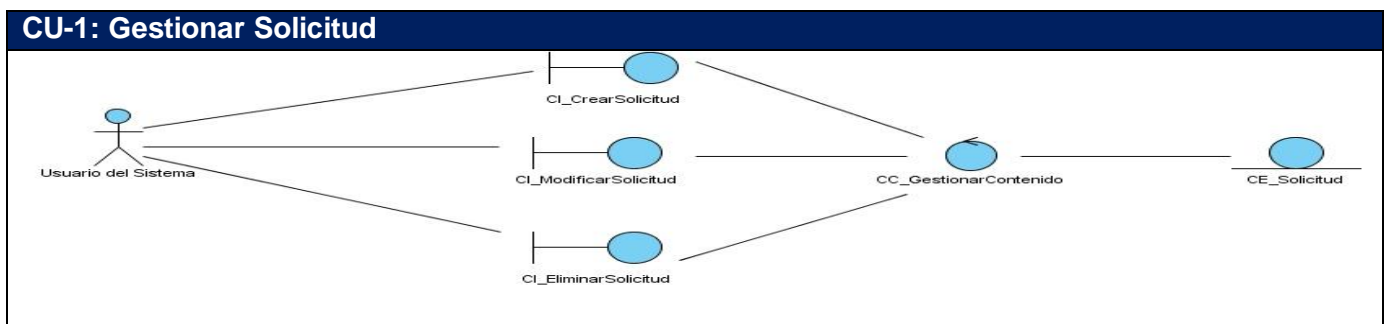 CU-1: Gestionar Solicitud
CI_CrearSolicitud
Usuario del Sistema
CI_ModificarSolicitud
CC_GestionarContenido
CE_Solicitud
CI_EliminarSolicitud